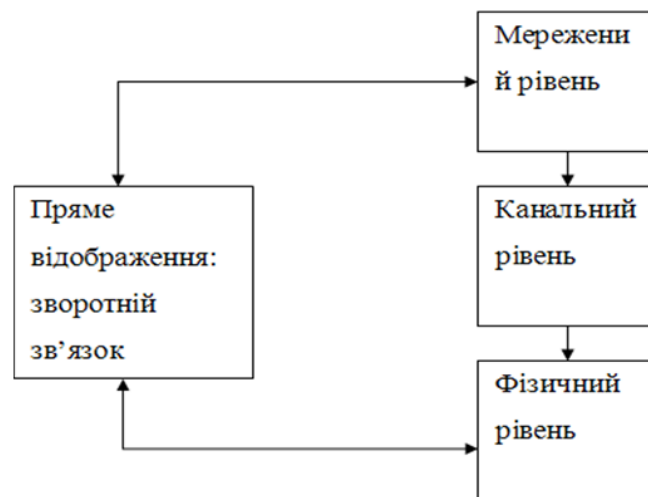 Мережени
й рівень
Пряме
відображення:
зворотній
зв’язок
Канальний
рівень
Фізичний
рівень